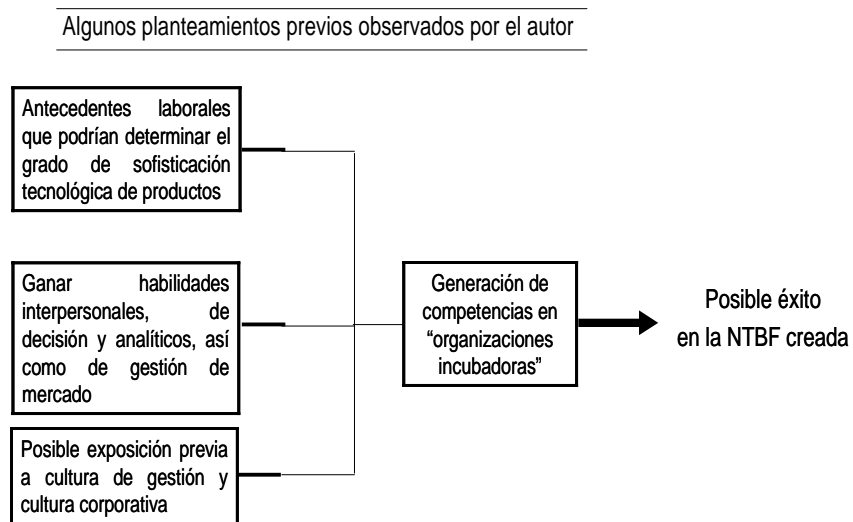 Algunos planteamientos previos observados por el autor
Antecedentes laborales
que podrían determinar el
grado de sofisticación
tecnológica de productos
Ganar habilidades
interpersonales, de
decisión y analíticos, así
como de gestión de
mercado
Posible exposición previa
a cultura de gestión y
cultura corporativa
Generación de
competencias en
“organizaciones
incubadoras”
Posible éxito
en la NTBF creada